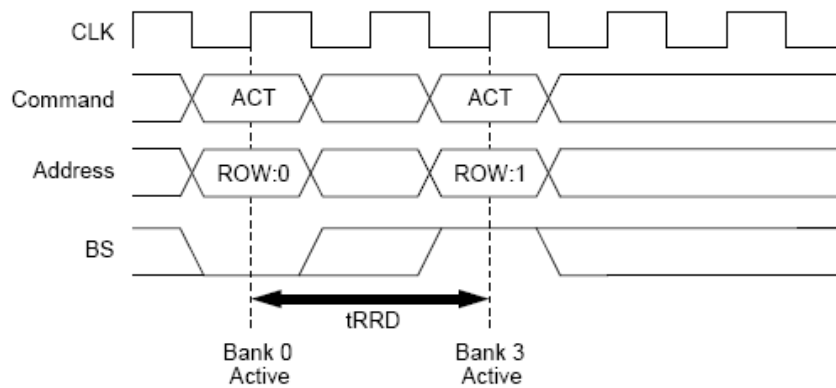 CLK
Command
ACT
ACT
Address
ROW:0
ROW:1
BS
tRRD
Bank 0
Active
Bank 3
Active